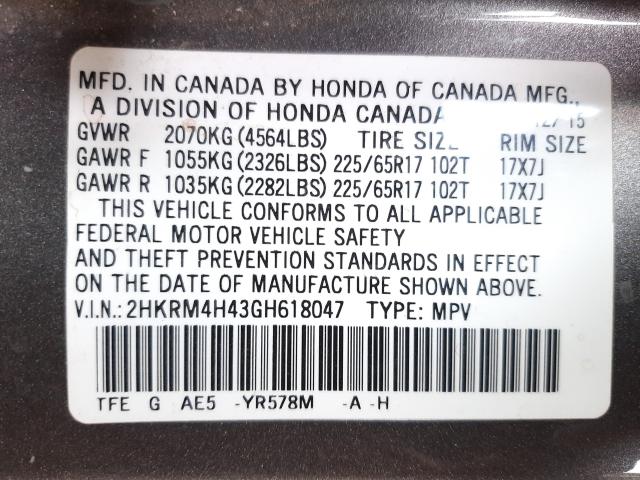 MFD. IN CANADA BY HONDA OF CANADA MFG.,
A DIVISION OF HONDA CANADA 12/15
GVWR 2070KG (4564LBS) TIRE SIZE RIM SIZE
GAWR F 1055KG (2326LBS) 225/65R17 102T 17X7J
GAWR R 1035KG (2282LBS) 225/65R17 102T 17X7J
THIS VEHICLE CONFORMS TO ALL APPLICABLE
FEDERAL MOTOR VEHICLE SAFETY
AND THEFT PREVENTION STANDARDS IN EFFECT
ON THE DATE OF MANUFACTURE SHOWN ABOVE.
V.I.N.: 2HKRM4H43GH618047 TYPE: MPV
TFE G AE5 -YR578M -A -H